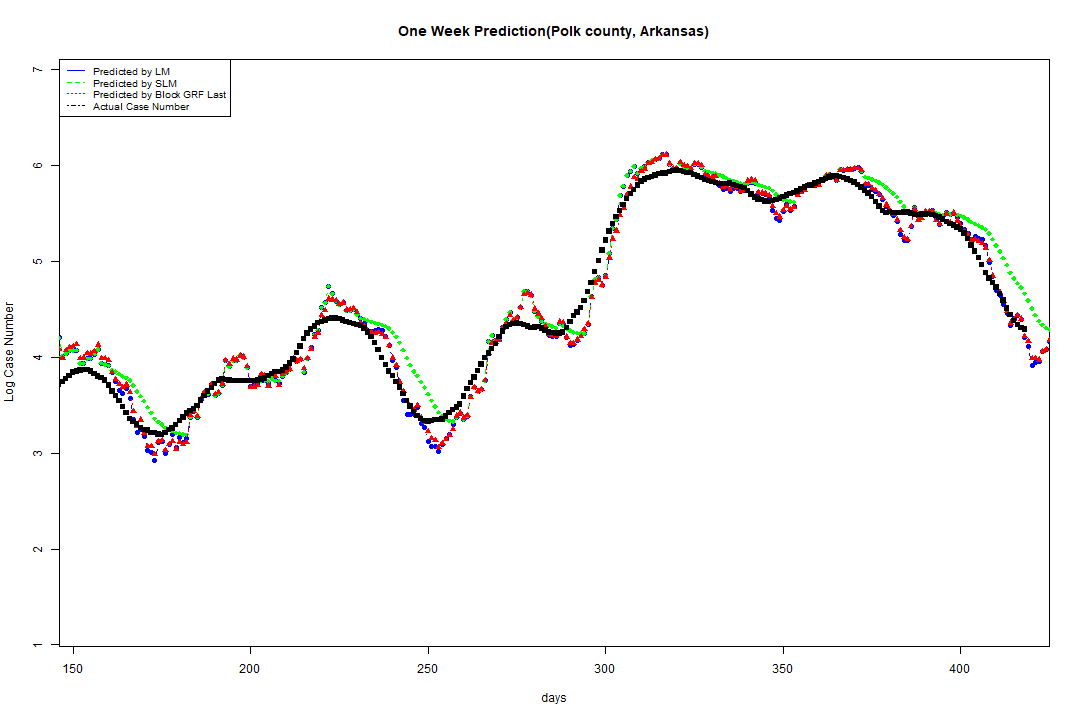 One Week Prediction(Polk county, Arkansas)
Predicted by LM
Predicted by SLM
Predicted by Block GRF Last
Actual Case Number
7
6
5
4
3
2
1
Log Case Number
150 200 250 300 350 400
days